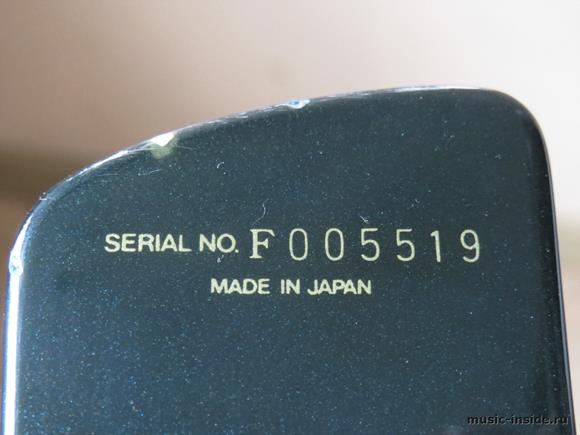 SERIAL NO. F005519
MADE IN JAPAN
music-inside.ru